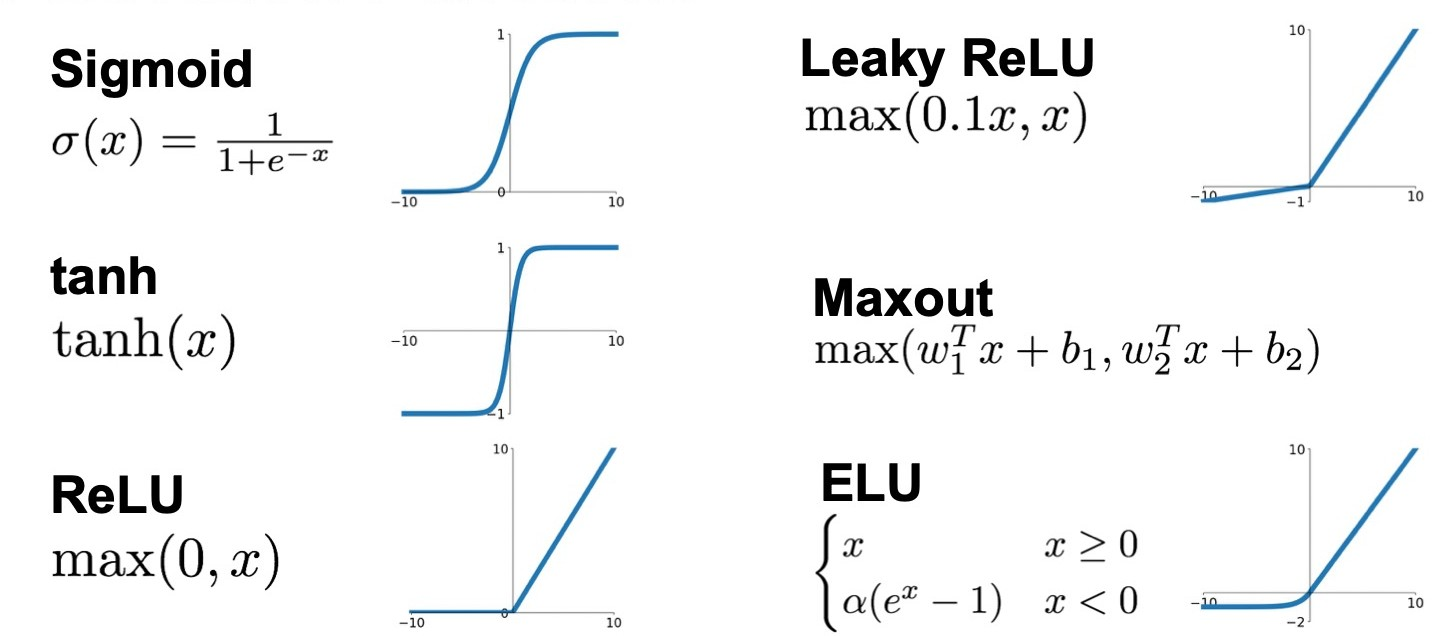 Sigmoid
σ(x) = 1/(1+e^{−x})
1
0
−10
10
tanh
tanh(x)
1
−10
10
−1
ReLU
max(0, x)
10
0
−10
10
Leaky ReLU
max(0.1x, x)
10
−10
−1
10
Maxout
max(w_1^T x + b_1, w_2^T x + b_2)
ELU
{ x x ≥ 0
α(e^x − 1) x < 0
10
−10
−2
10